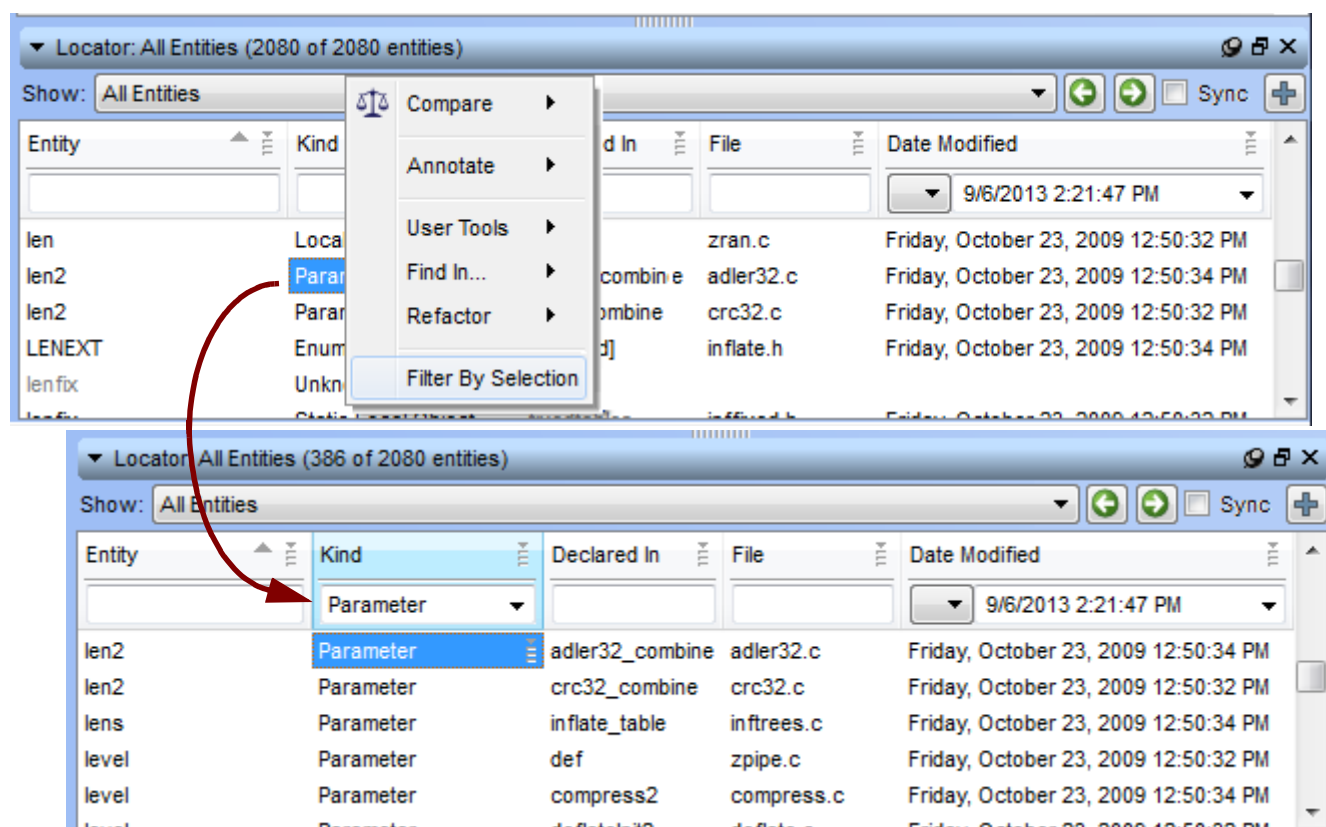 Locator: All Entities (2080 of 2080 entities)
Show: All Entities Sync
Entity Kind d In File Date Modified
9/6/2013 2:21:47 PM
Compare
Annotate
User Tools
Find In...
Refactor
Filter By Selection
len Local zran.c Friday, October 23, 2009 12:50:32 PM
len2 Param combine adler32.c Friday, October 23, 2009 12:50:34 PM
len2 Param ombine crc32.c Friday, October 23, 2009 12:50:32 PM
LENEXT Enum d] inflate.h Friday, October 23, 2009 12:50:34 PM
lenfix Unkn
Locator: All Entities (386 of 2080 entities)
Show: All Entities Sync
Entity Kind Declared In File Date Modified
Parameter 9/6/2013 2:21:47 PM
len2 Parameter adler32_combine adler32.c Friday, October 23, 2009 12:50:34 PM
len2 Parameter crc32_combine crc32.c Friday, October 23, 2009 12:50:32 PM
lens Parameter inflate_table inftrees.c Friday, October 23, 2009 12:50:34 PM
level Parameter def zpipe.c Friday, October 23, 2009 12:50:32 PM
level Parameter compress2 compress.c Friday, October 23, 2009 12:50:34 PM